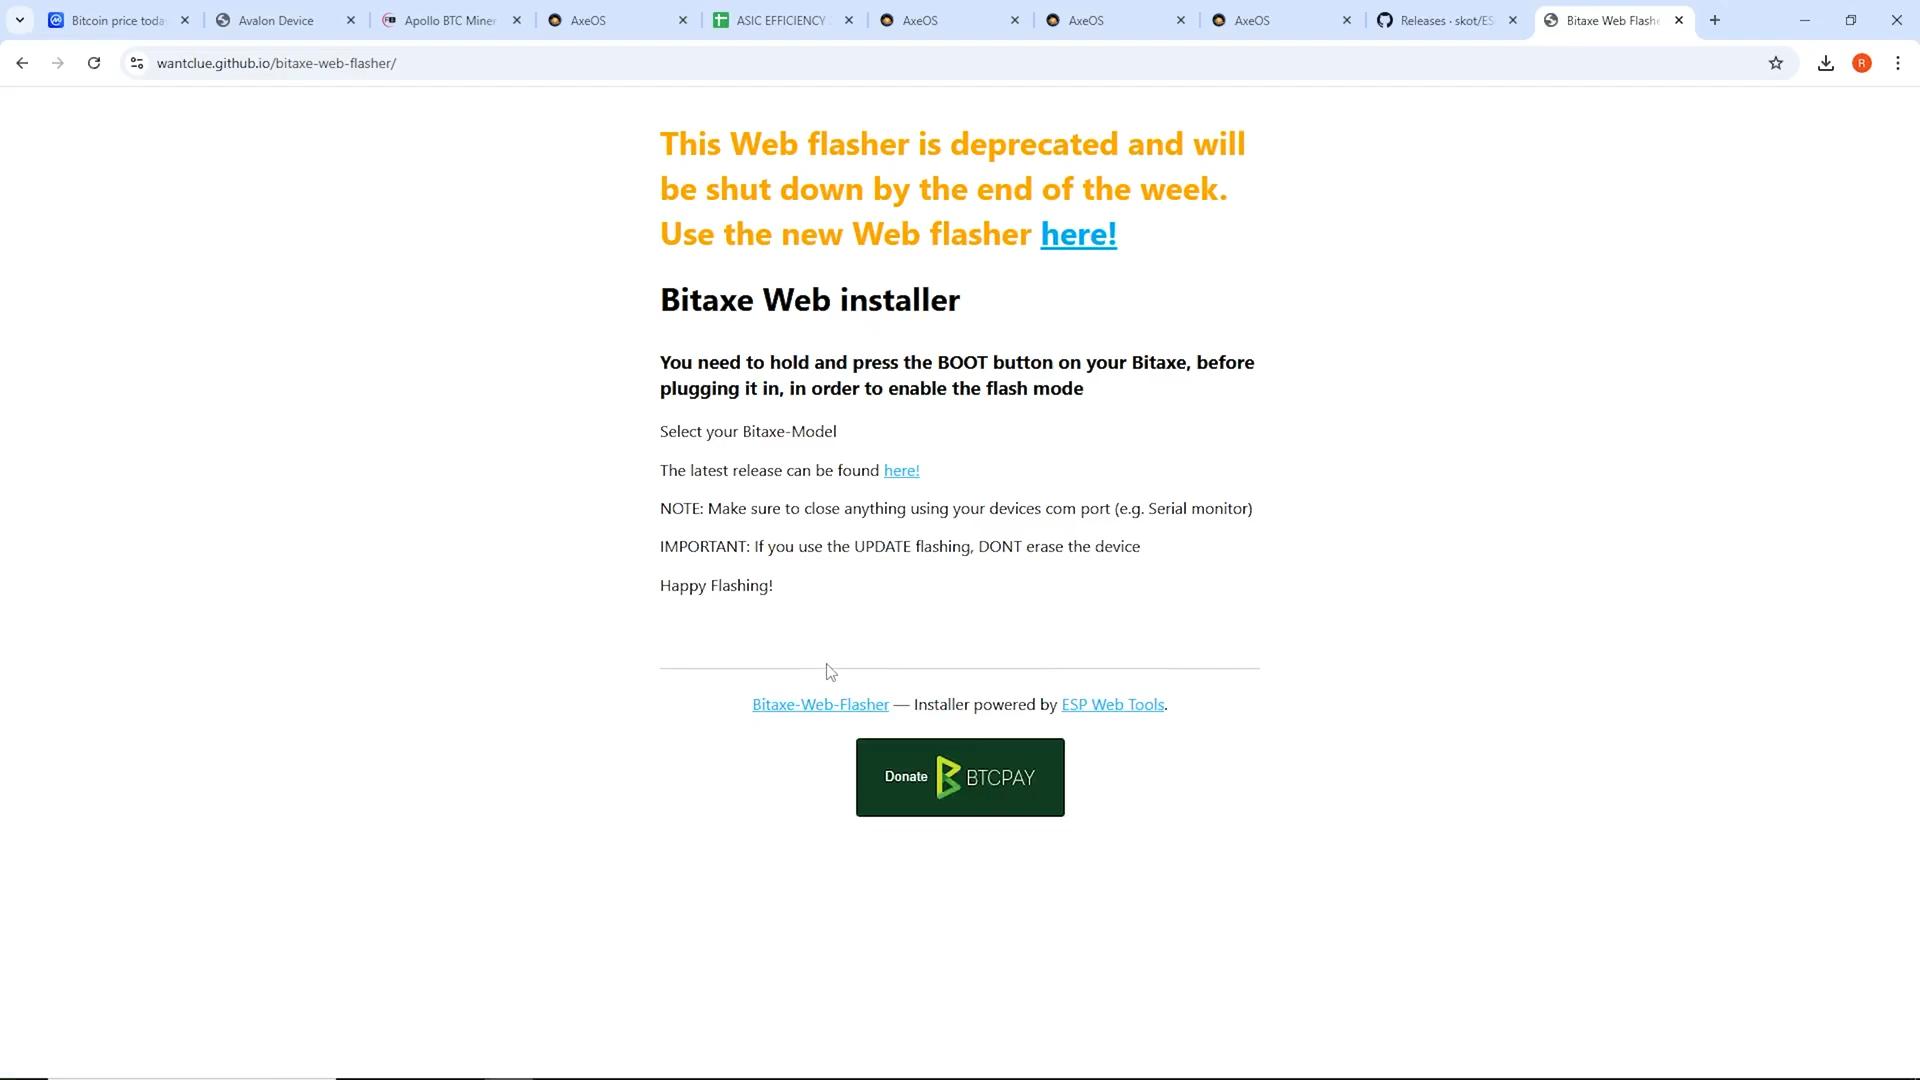 Bitcoin price toda
Avalon Device
Apollo BTC Miner
AxeOS
ASIC EFFICIENCY
AxeOS
AxeOS
AxeOS
Releases · skot/ES
Bitaxe Web Flashe
wantclue.github.io/bitaxe-web-flasher/
R
This Web flasher is deprecated and will
be shut down by the end of the week.
Use the new Web flasher here!
Bitaxe Web installer
You need to hold and press the BOOT button on your Bitaxe, before
plugging it in, in order to enable the flash mode
Select your Bitaxe-Model
The latest release can be found here!
NOTE: Make sure to close anything using your devices com port (e.g. Serial monitor)
IMPORTANT: If you use the UPDATE flashing, DONT erase the device
Happy Flashing!
Bitaxe-Web-Flasher — Installer powered by ESP Web Tools.
Donate BTCPAY